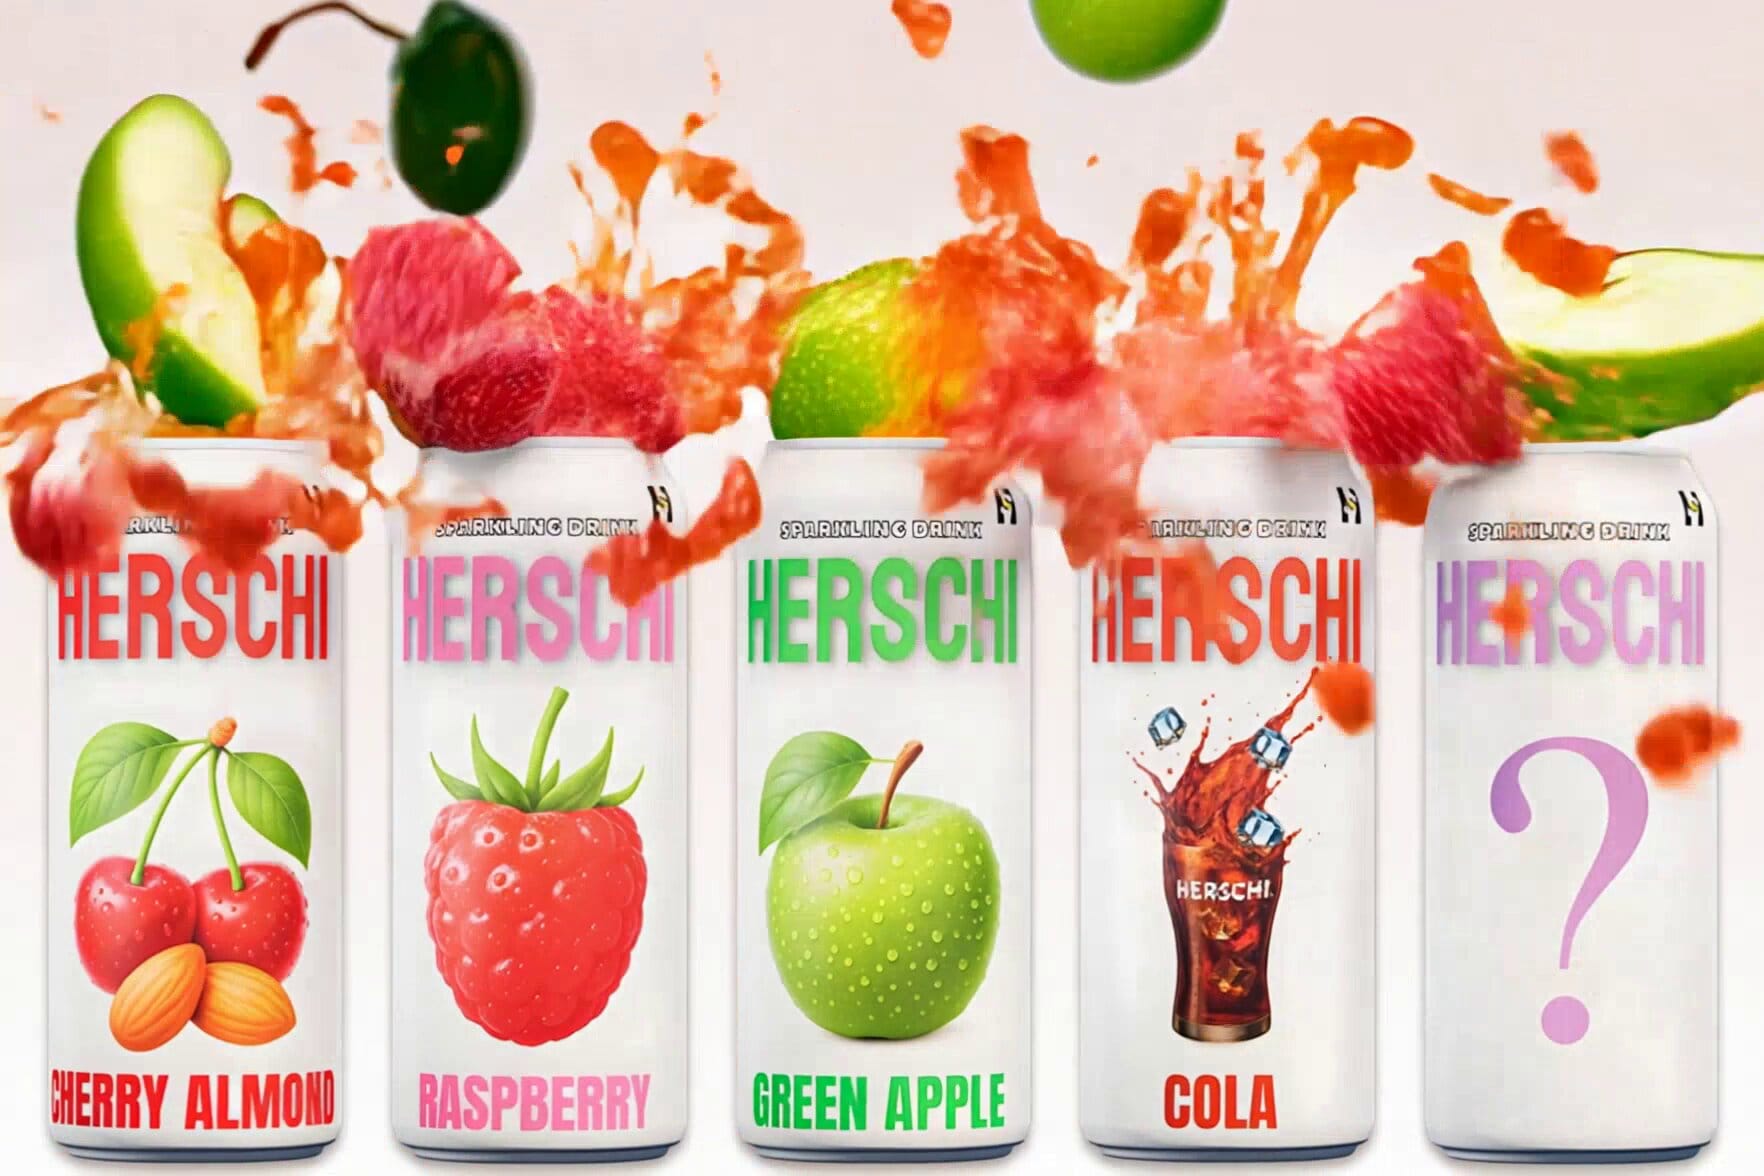 SPARKLING DRINK
SPARKLING DRINK
SPARKLING DRINK
SPARKLING DRINK
H
H
H
H
HERSCHI
HERSCHI
HERSCHI
HERSCHI
HERSCHI
HERSCHI
?
CHERRY ALMOND
RASPBERRY
GREEN APPLE
COLA